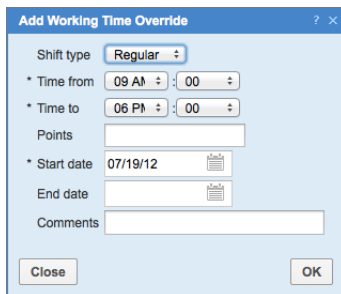 Add Working Time Override ? ×
Shift type Regular
* Time from 09 AM : 00
* Time to 06 PM : 00
Points
* Start date 07/19/12
End date
Comments
Close OK